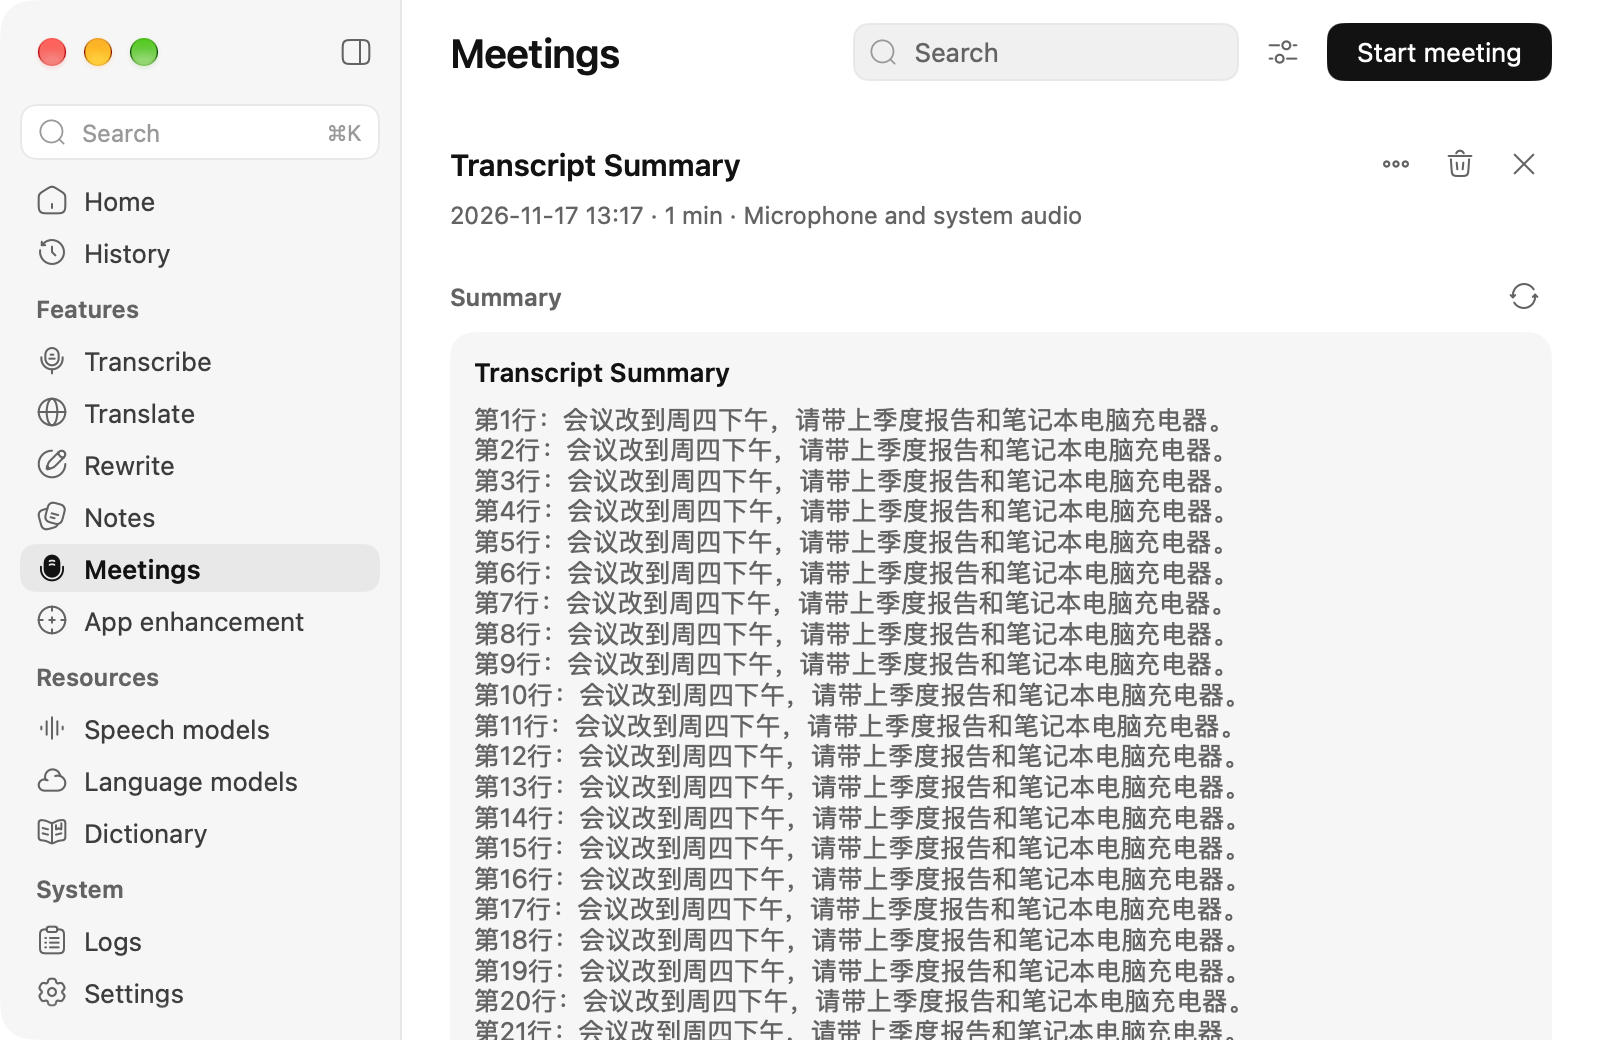 Search ⌘K
Home
History
Features
Transcribe
Translate
Rewrite
Notes
Meetings
App enhancement
Resources
Speech models
Language models
Dictionary
System
Logs
Settings
Meetings
Search
Start meeting
Transcript Summary
2026-11-17 13:17 · 1 min · Microphone and system audio
Summary
Transcript Summary
第1行：会议改到周四下午，请带上季度报告和笔记本电脑充电器。
第2行：会议改到周四下午，请带上季度报告和笔记本电脑充电器。
第3行：会议改到周四下午，请带上季度报告和笔记本电脑充电器。
第4行：会议改到周四下午，请带上季度报告和笔记本电脑充电器。
第5行：会议改到周四下午，请带上季度报告和笔记本电脑充电器。
第6行：会议改到周四下午，请带上季度报告和笔记本电脑充电器。
第7行：会议改到周四下午，请带上季度报告和笔记本电脑充电器。
第8行：会议改到周四下午，请带上季度报告和笔记本电脑充电器。
第9行：会议改到周四下午，请带上季度报告和笔记本电脑充电器。
第10行：会议改到周四下午，请带上季度报告和笔记本电脑充电器。
第11行：会议改到周四下午，请带上季度报告和笔记本电脑充电器。
第12行：会议改到周四下午，请带上季度报告和笔记本电脑充电器。
第13行：会议改到周四下午，请带上季度报告和笔记本电脑充电器。
第14行：会议改到周四下午，请带上季度报告和笔记本电脑充电器。
第15行：会议改到周四下午，请带上季度报告和笔记本电脑充电器。
第16行：会议改到周四下午，请带上季度报告和笔记本电脑充电器。
第17行：会议改到周四下午，请带上季度报告和笔记本电脑充电器。
第18行：会议改到周四下午，请带上季度报告和笔记本电脑充电器。
第19行：会议改到周四下午，请带上季度报告和笔记本电脑充电器。
第20行：会议改到周四下午，请带上季度报告和笔记本电脑充电器。
第21行：会议改到周四下午，请带上季度报告和笔记本电脑充电器。